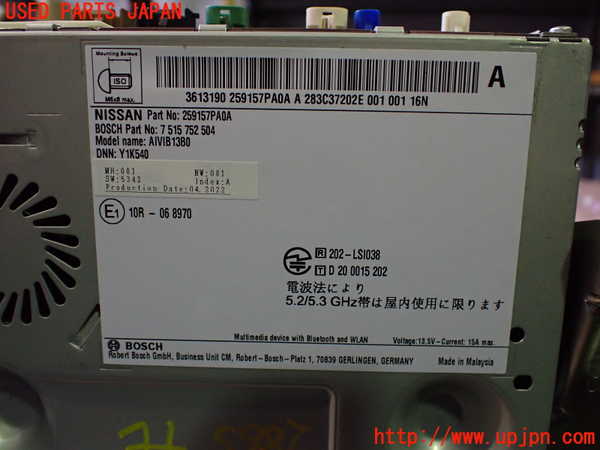 USED PARTS JAPAN
Mounting Screws
ISO
M5x8 max.
3613190 259157PA0A A 283C37202E 001 001 16N
A
NISSAN Part No: 259157PA0A
BOSCH Part No: 7 515 752 504
Model name: AIVIB13B0
DNN: Y1K540
MH:001 HW:001
SW:5342 Index:A
Production Date:04.2022
E1 10R - 06 8970
R 202-LSI038
T D 20 0015 202
電波法により
5.2/5.3 GHz帯は屋内使用に限ります
Multimedia device with Bluetooth and WLAN Voltage:13.5V-Current: 15A max.
BOSCH
Robert Bosch GmbH, Business Unit CM, Robert-Bosch-Platz 1, 70839 GERLINGEN, GERMANY Made in Malaysia
http://www.upjpn.com/